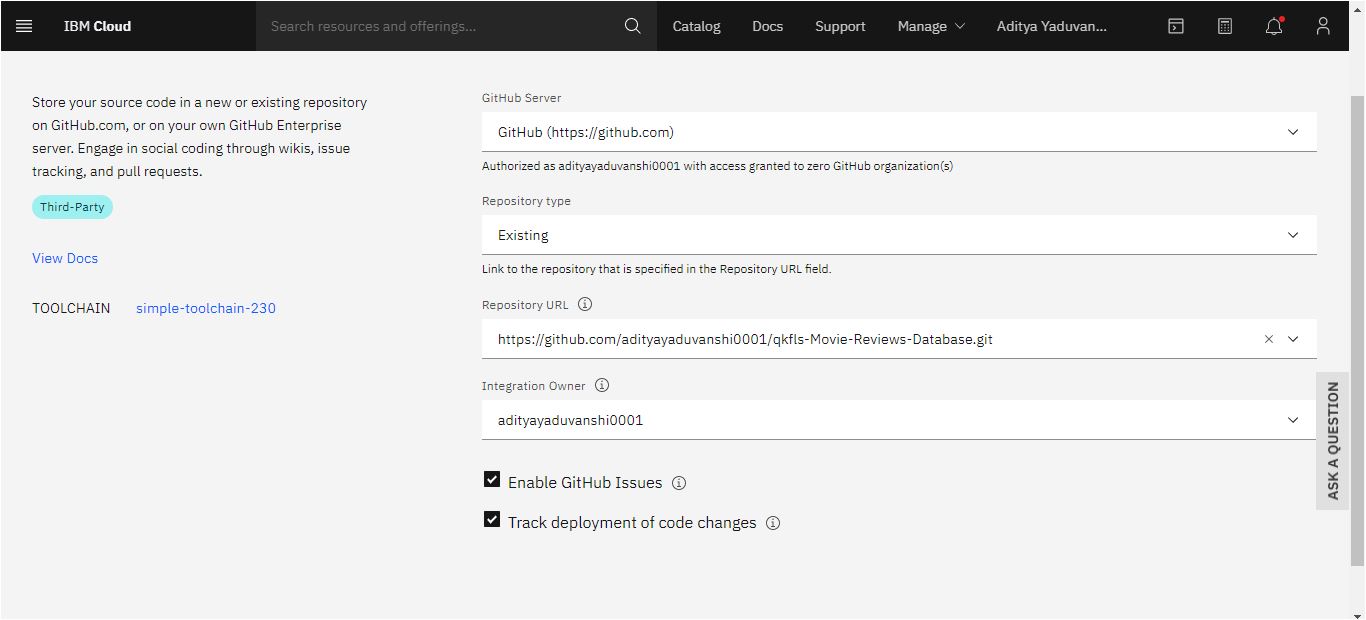 IBM Cloud
Search resources and offerings...
Catalog
Docs
Support
Manage
Aditya Yaduvan...
Store your source code in a new or existing repository
on GitHub.com, or on your own GitHub Enterprise
server. Engage in social coding through wikis, issue
tracking, and pull requests.
Third-Party
View Docs
TOOLCHAIN simple-toolchain-230
GitHub Server
GitHub (https://github.com)
Authorized as adityayaduvanshi0001 with access granted to zero GitHub organization(s)
Repository type
Existing
Link to the repository that is specified in the Repository URL field.
Repository URL
https://github.com/adityayaduvanshi0001/qkfls-Movie-Reviews-Database.git
Integration Owner
adityayaduvanshi0001
Enable GitHub Issues
Track deployment of code changes
ASK A QUESTION